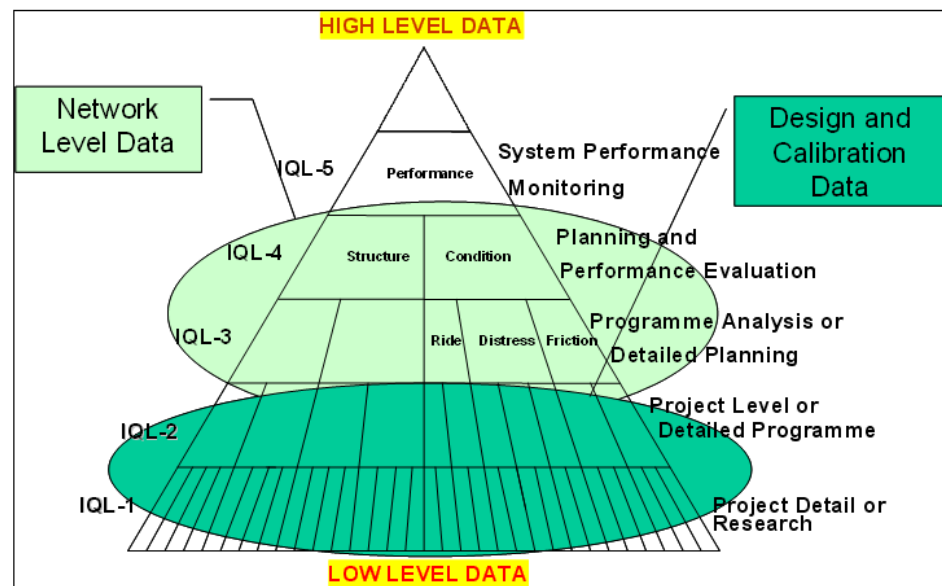 HIGH LEVEL DATA
Network
Level Data
Design and
Calibration
Data
IQL-5
Performance
System Performance
Monitoring
IQL-4
Structure
Condition
Planning and
Performance Evaluation
IQL-3
Ride
Distress
Friction
Programme Analysis or
Detailed Planning
IQL-2
Project Level or
Detailed Programme
IQL-1
Project Detail or
Research
LOW LEVEL DATA